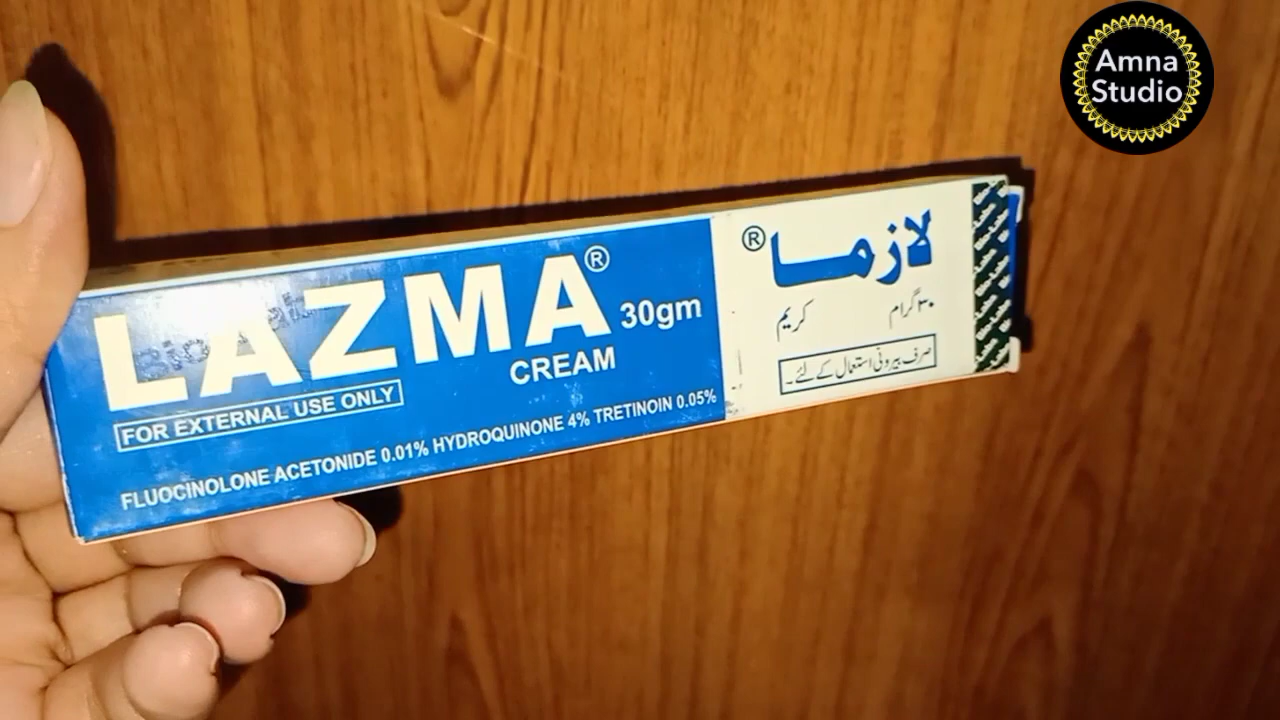 Amna
Studio
LAZMA®
30gm
CREAM
FOR EXTERNAL USE ONLY
FLUOCINOLONE ACETONIDE 0.01% HYDROQUINONE 4% TRETINOIN 0.05%
لازما®
۳۰ گرام
کریم
صرف بیرونی استعمال کے لئے۔